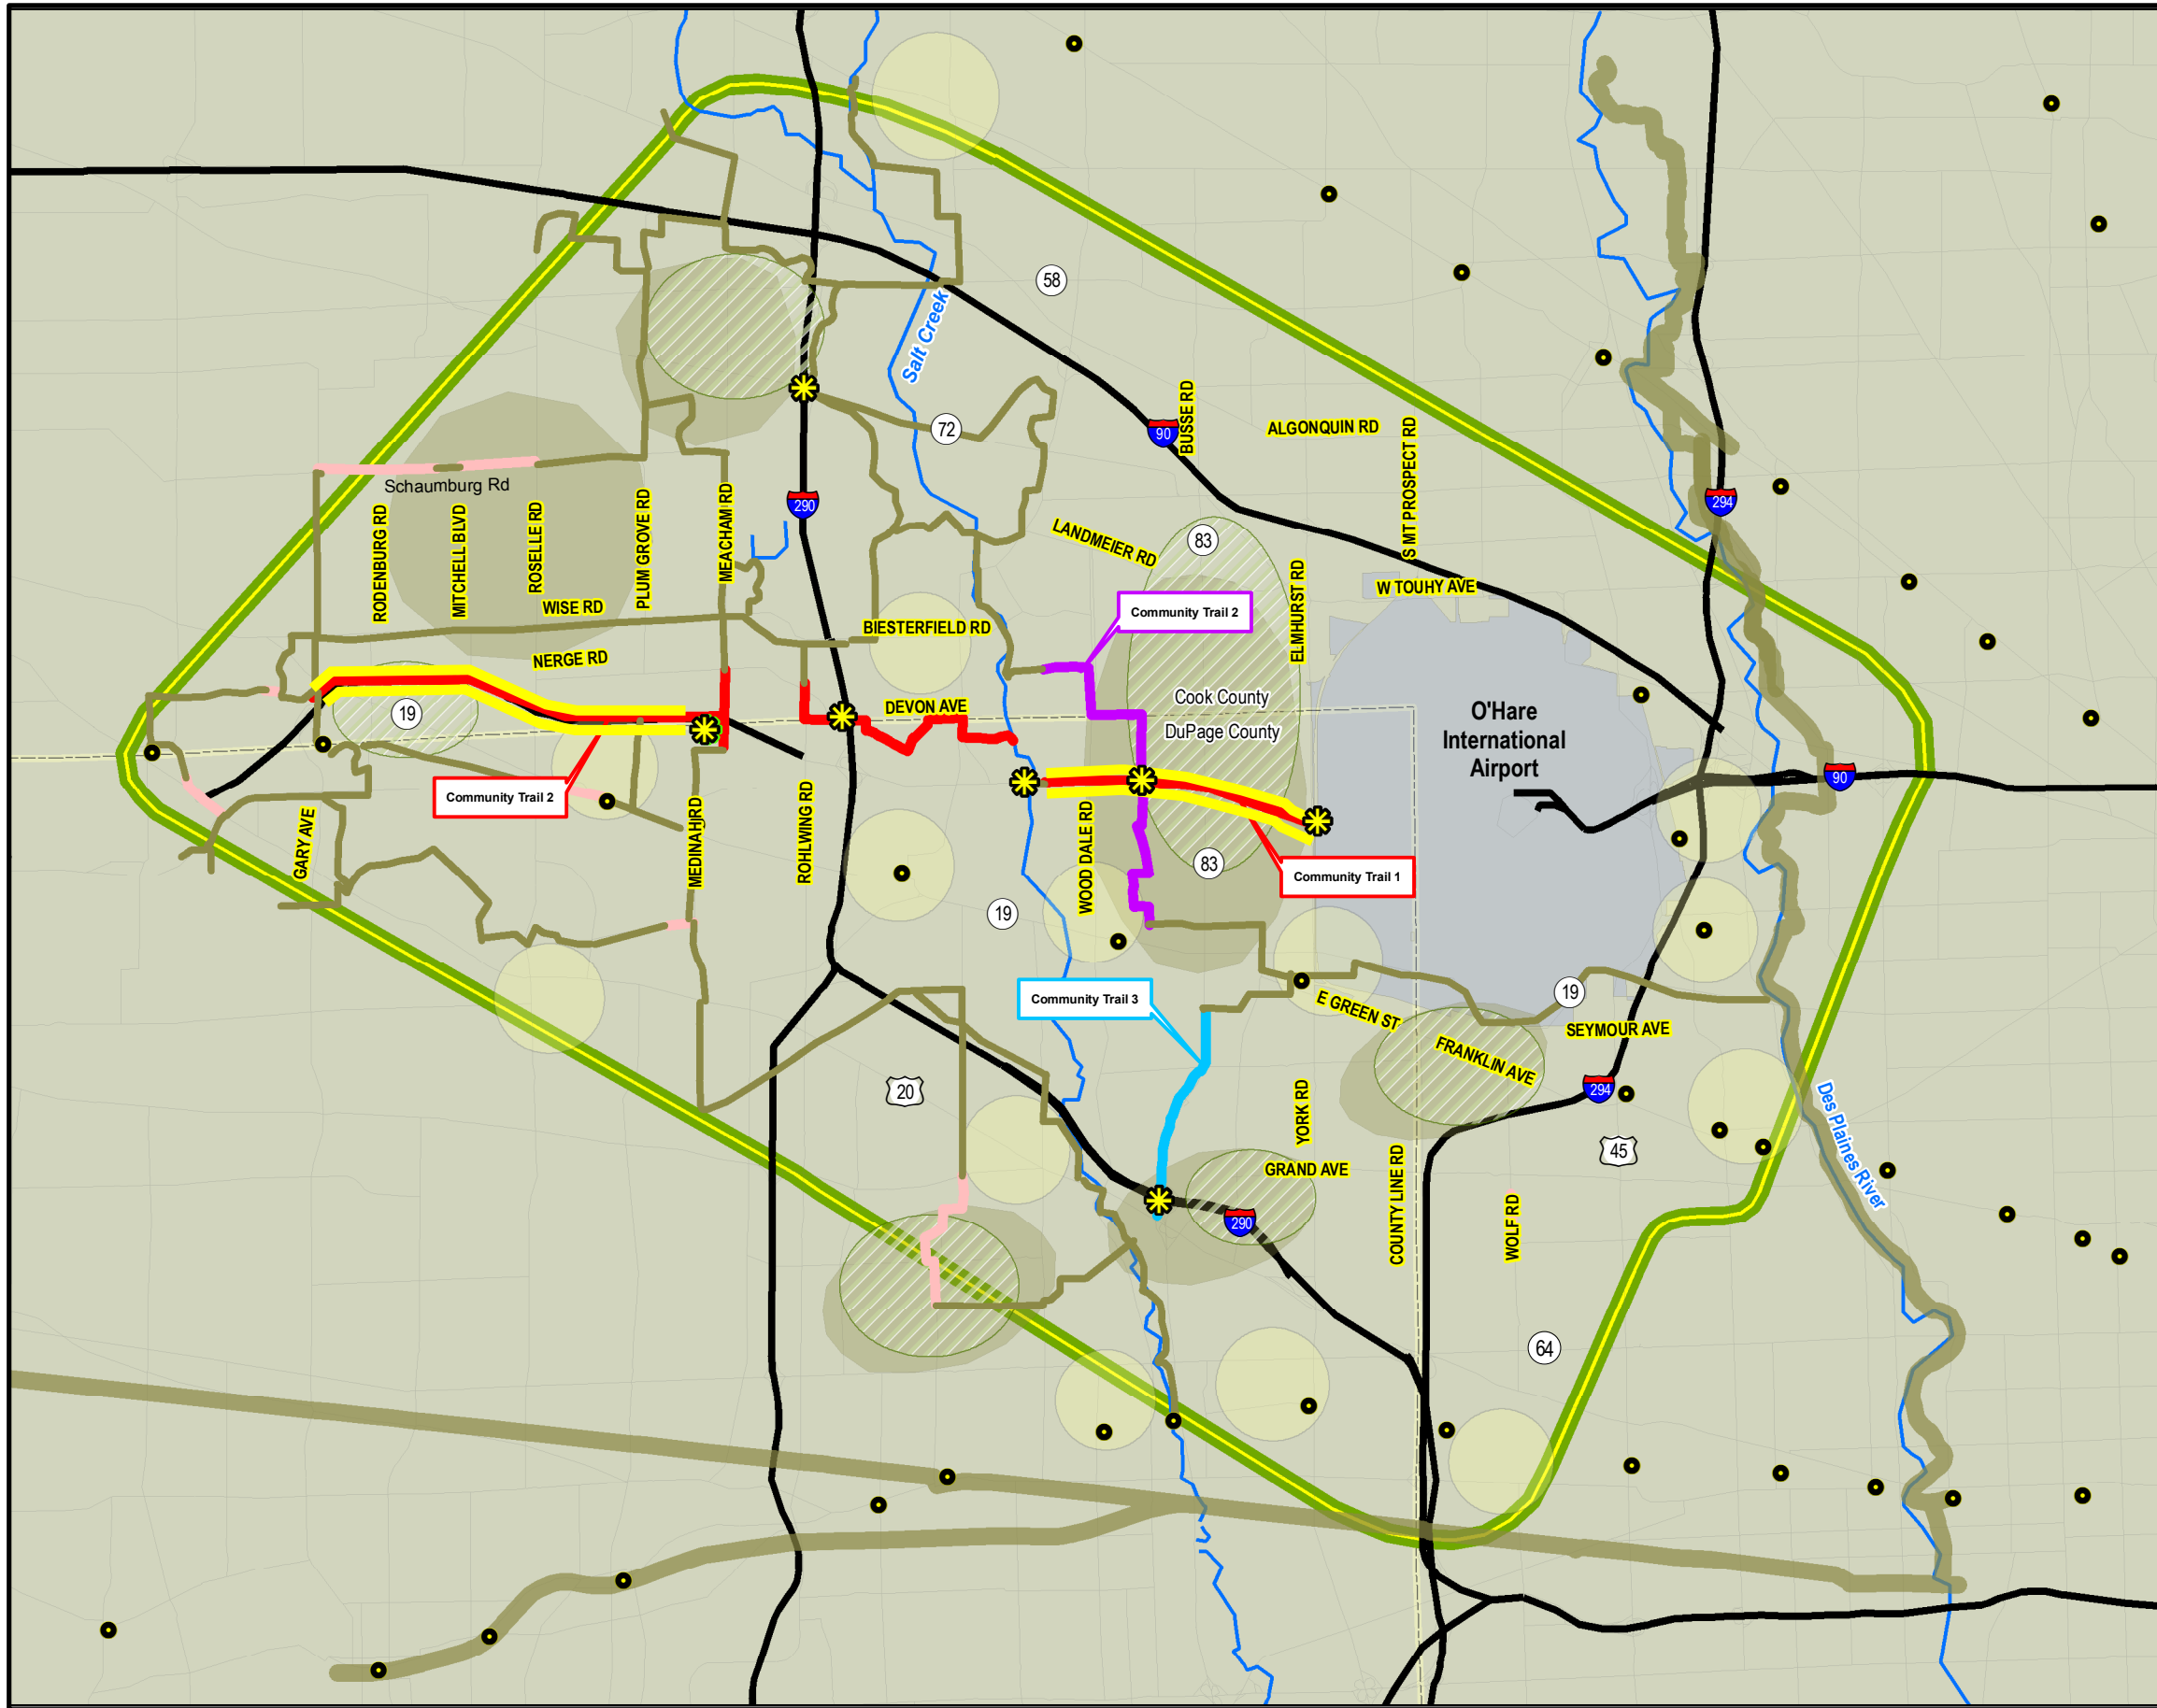 58
Salt Creek
72
90
BUSSE RD
ALGONQUIN RD
S MT PROSPECT RD
Schaumburg Rd
290
294
RODENBURG RD
MITCHELL BLVD
ROSELLE RD
PLUM GROVE RD
MEACHAM RD
LANDMEIER RD
83
ELMHURST RD
W TOUHY AVE
WISE RD
Community Trail 2
BIESTERFIELD RD
NERGE RD
19
DEVON AVE
Cook County
DuPage County
O'Hare
International
Airport
90
Community Trail 2
GARY AVE
MEDINAH RD
ROHLWING RD
WOOD DALE RD
83
Community Trail 1
19
Community Trail 3
19
E GREEN ST
SEYMOUR AVE
FRANKLIN AVE
20
294
YORK RD
45
Des Plaines River
COUNTY LINE RD
GRAND AVE
WOLF RD
290
64